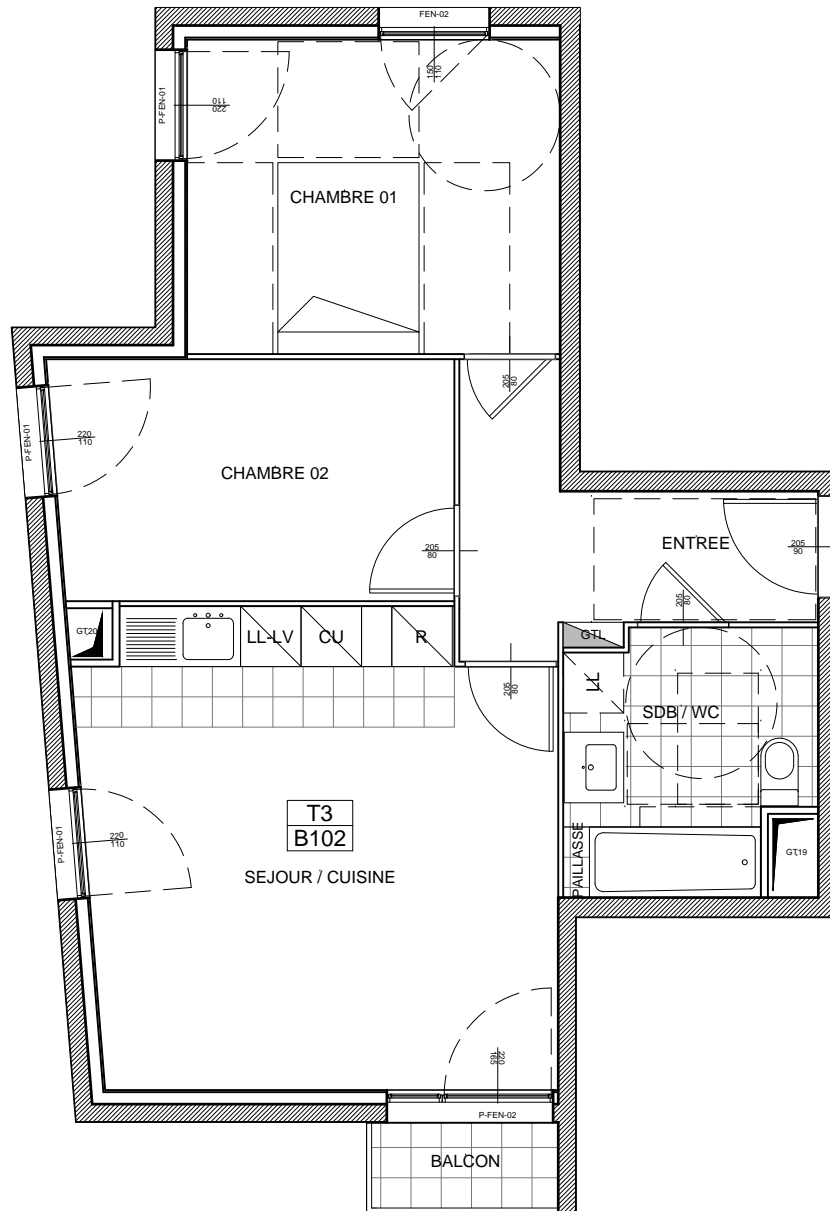 FEN-02
150
110
P-FEN-01
220
110
CHAMBRE 01
205
80
P-FEN-01
220
110
CHAMBRE 02
205
80
ENTREE
205
90
205
80
GT20
LL-LV
CU
R
GTL
205
80
LL
SDB / WC
T3
B102
P-FEN-01
220
110
SEJOUR / CUISINE
PAILLASSE
GT19
220
165
P-FEN-02
BALCON